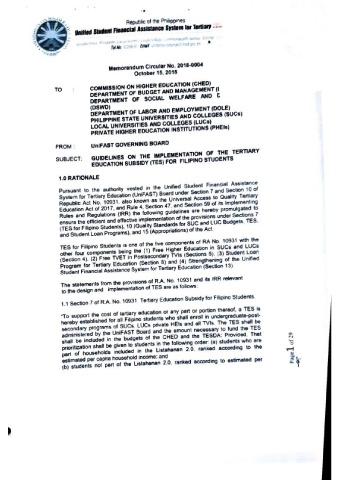 Republic of the Philippines
Unified Student Financial Assistance System for Tertiary
Memorandum Circular No. 2018-0004
October 15, 2018
TO :
COMMISSION ON HIGHER EDUCATION (CHED)
DEPARTMENT OF BUDGET AND MANAGEMENT (
DEPARTMENT OF SOCIAL WELFARE AND
(DSWD)
DEPARTMENT OF LABOR AND EMPLOYMENT (DOLE)
PHILIPPINE STATE UNIVERSITIES AND COLLEGES (SUCs)
LOCAL UNIVERSITIES AND COLLEGES (LUCs)
PRIVATE HIGHER EDUCATION INSTITUTIONS (PHEIs)
FROM : UniFAST GOVERNING BOARD
SUBJECT: GUIDELINES ON THE IMPLEMENTATION OF THE TERTIARY
EDUCATION SUBSIDY (TES) FOR FILIPINO STUDENTS
1.0 RATIONALE
Pursuant to the authority vested in the Unified Student Financial Assistance
System for Tertiary Education (UniFAST) Board under Section 7 and Section 10 of
Republic Act No. 10931, also known as the Universal Access to Quality Tertiary
Education Act of 2017, and Rule 4, Section 47, and Section 59 of its Implementing
Rules and Regulations (IRR) the following guidelines are hereby promulgated to
ensure the efficient and effective implementation of the provisions under Sections 7
(TES for Filipino Students), 10 (Quality Standards for SUC and LUC Budgets, TES,
and Student Loan Programs), and 15 (Appropriations) of the Act.
TES for Filipino Students is one of the five components of RA No. 10931 with the
other four components being the (1) Free Higher Education in SUCs and LUCs
(Section 4), (2) Free TVET in Postsecondary TVIs (Section 5), (3) Student Loan
Program for Tertiary Education (Section 8) and (4) Strengthening of the Unified
Student Financial Assistance System for Tertiary Education (Section 13)
The statements from the provisions of R.A. No. 10931 and its IRR relevant
to the design and implementation of TES are as follows:
1.1 Section 7 of R.A. No. 10931 Tertiary Education Subsidy for Filipino Students.
"To support the cost of tertiary education or any part or portion thereof, a TES is
hereby established for all Filipino students who shall enroll in undergraduate-post-
secondary programs of SUCs, LUCs private HEIs and all TVIs. The TES shall be
administered by the UniFAST Board and the amount necessary to fund the TES
shall be included in the budgets of the CHED and the TESDA: Provided, That
prioritization shall be given to students in the following order: (a) students who are
part of households included in the Listahanan 2.0, ranked according to the
estimated per capita household income; and
(b) students not part of the Listahanan 2.0, ranked according to estimated per
Page 1 of 29